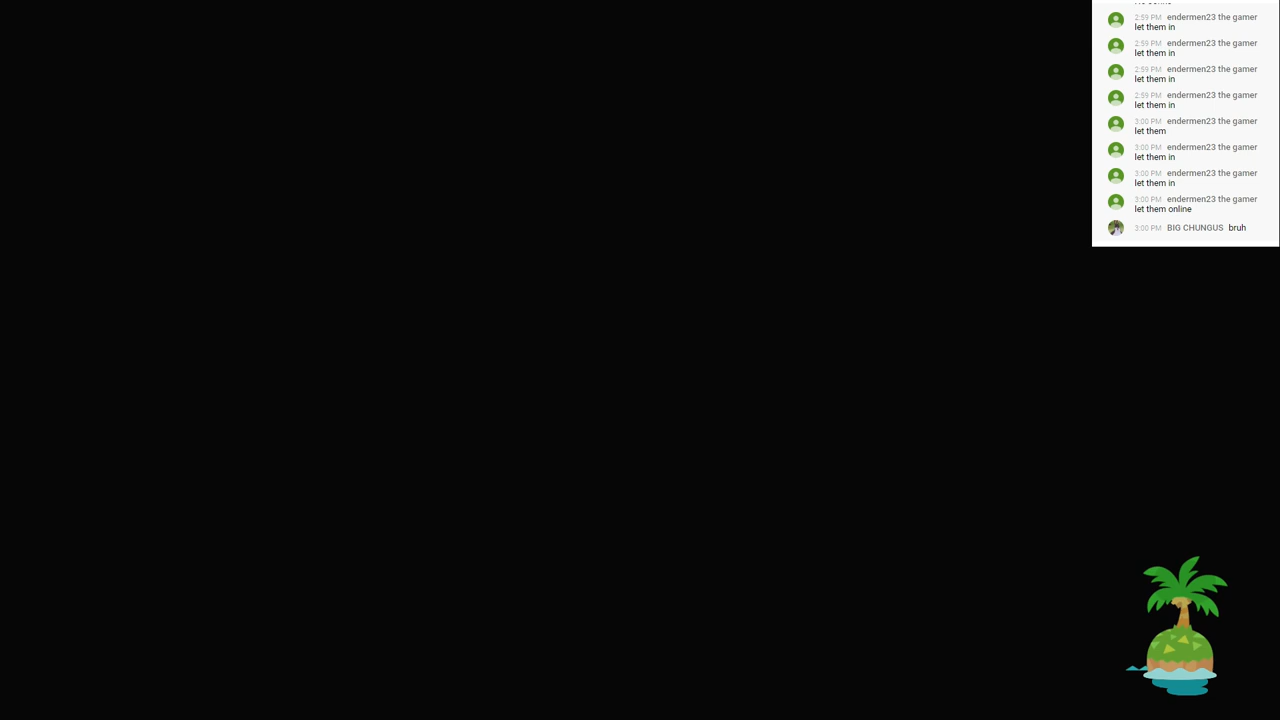 2:59 PM endermen23 the gamer
let them in
2:59 PM endermen23 the gamer
let them in
2:59 PM endermen23 the gamer
let them in
2:59 PM endermen23 the gamer
let them in
3:00 PM endermen23 the gamer
let them
3:00 PM endermen23 the gamer
let them in
3:00 PM endermen23 the gamer
let them in
3:00 PM endermen23 the gamer
let them online
3:00 PM BIG CHUNGUS bruh